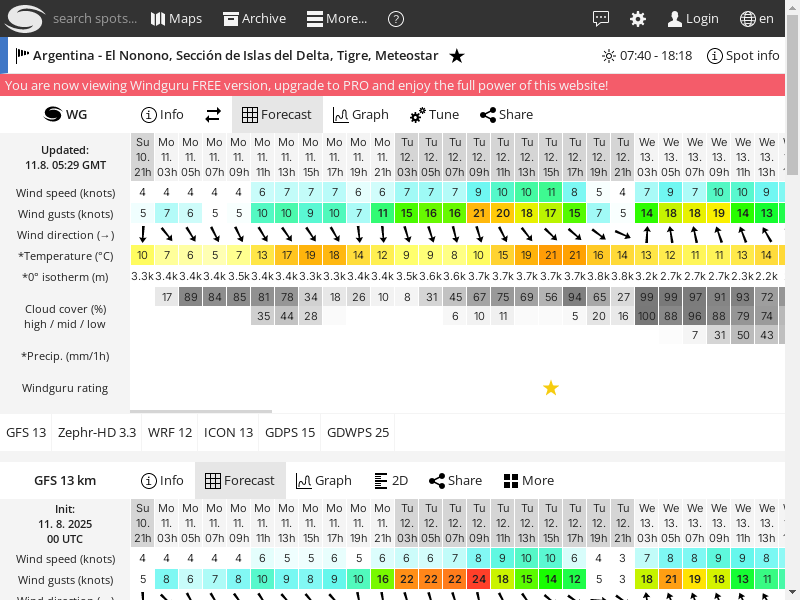 search spots... Maps Archive More... ? Login en
Argentina - El Nonono, Sección de Islas del Delta, Tigre, Meteostar ★ 07:40 - 18:18 Spot info
You are now viewing Windguru FREE version, upgrade to PRO and enjoy the full power of this website!
WG Info Forecast Graph Tune Share
Updated:
11.8. 05:29 GMT
Su Mo Mo Mo Mo Mo Mo Mo Mo Mo Mo Tu Tu Tu Tu Tu Tu Tu Tu Tu Tu We We We We We We
10. 11. 11. 11. 11. 11. 11. 11. 11. 11. 11. 12. 12. 12. 12. 12. 12. 12. 12. 12. 12. 13. 13. 13. 13. 13. 13.
21h 03h 05h 07h 09h 11h 13h 15h 17h 19h 21h 03h 05h 07h 09h 11h 13h 15h 17h 19h 21h 03h 05h 07h 09h 11h 13h
Wind speed (knots) 4 4 4 4 4 6 7 7 7 6 6 7 7 7 9 10 10 11 8 5 4 7 9 7 10 10 9
Wind gusts (knots) 5 7 6 5 5 10 10 9 10 7 11 15 16 16 21 20 18 17 15 7 5 14 18 18 19 14 13
Wind direction (→)
*Temperature (°C) 10 7 6 5 7 13 17 19 18 14 12 9 9 8 10 15 19 21 21 16 14 13 12 11 11 13 14
*0° isotherm (m) 3.3k 3.4k 3.4k 3.4k 3.5k 3.4k 3.3k 3.3k 3.3k 3.4k 3.4k 3.5k 3.6k 3.6k 3.7k 3.7k 3.7k 3.7k 3.7k 3.8k 3.8k 3.2k 2.7k 2.7k 2.7k 2.3k 2.2k
Cloud cover (%)
high / mid / low
17 89 84 85 81 78 34 18 26 10 8 31 45 67 75 69 56 94 65 27 99 99 97 91 93 72
35 44 28 6 10 11 5 20 16 100 88 96 88 79 74
7 31 50 43
*Precip. (mm/1h)
Windguru rating ★
GFS 13 Zephr-HD 3.3 WRF 12 ICON 13 GDPS 15 GDWPS 25
GFS 13 km Info Forecast Graph 2D Share More
Init:
11. 8. 2025
00 UTC
Su Mo Mo Mo Mo Mo Mo Mo Mo Mo Mo Tu Tu Tu Tu Tu Tu Tu Tu Tu Tu We We We We We We
10. 11. 11. 11. 11. 11. 11. 11. 11. 11. 11. 12. 12. 12. 12. 12. 12. 12. 12. 12. 12. 13. 13. 13. 13. 13. 13.
21h 03h 05h 07h 09h 11h 13h 15h 17h 19h 21h 03h 05h 07h 09h 11h 13h 15h 17h 19h 21h 03h 05h 07h 09h 11h 13h
Wind speed (knots) 4 4 4 4 4 6 5 5 6 5 6 6 6 7 8 9 10 10 6 4 3 7 8 8 9 9 8
Wind gusts (knots) 5 8 6 7 8 10 9 8 9 10 16 22 22 22 24 18 15 14 12 5 3 18 21 19 18 13 11
Wind direction (→)